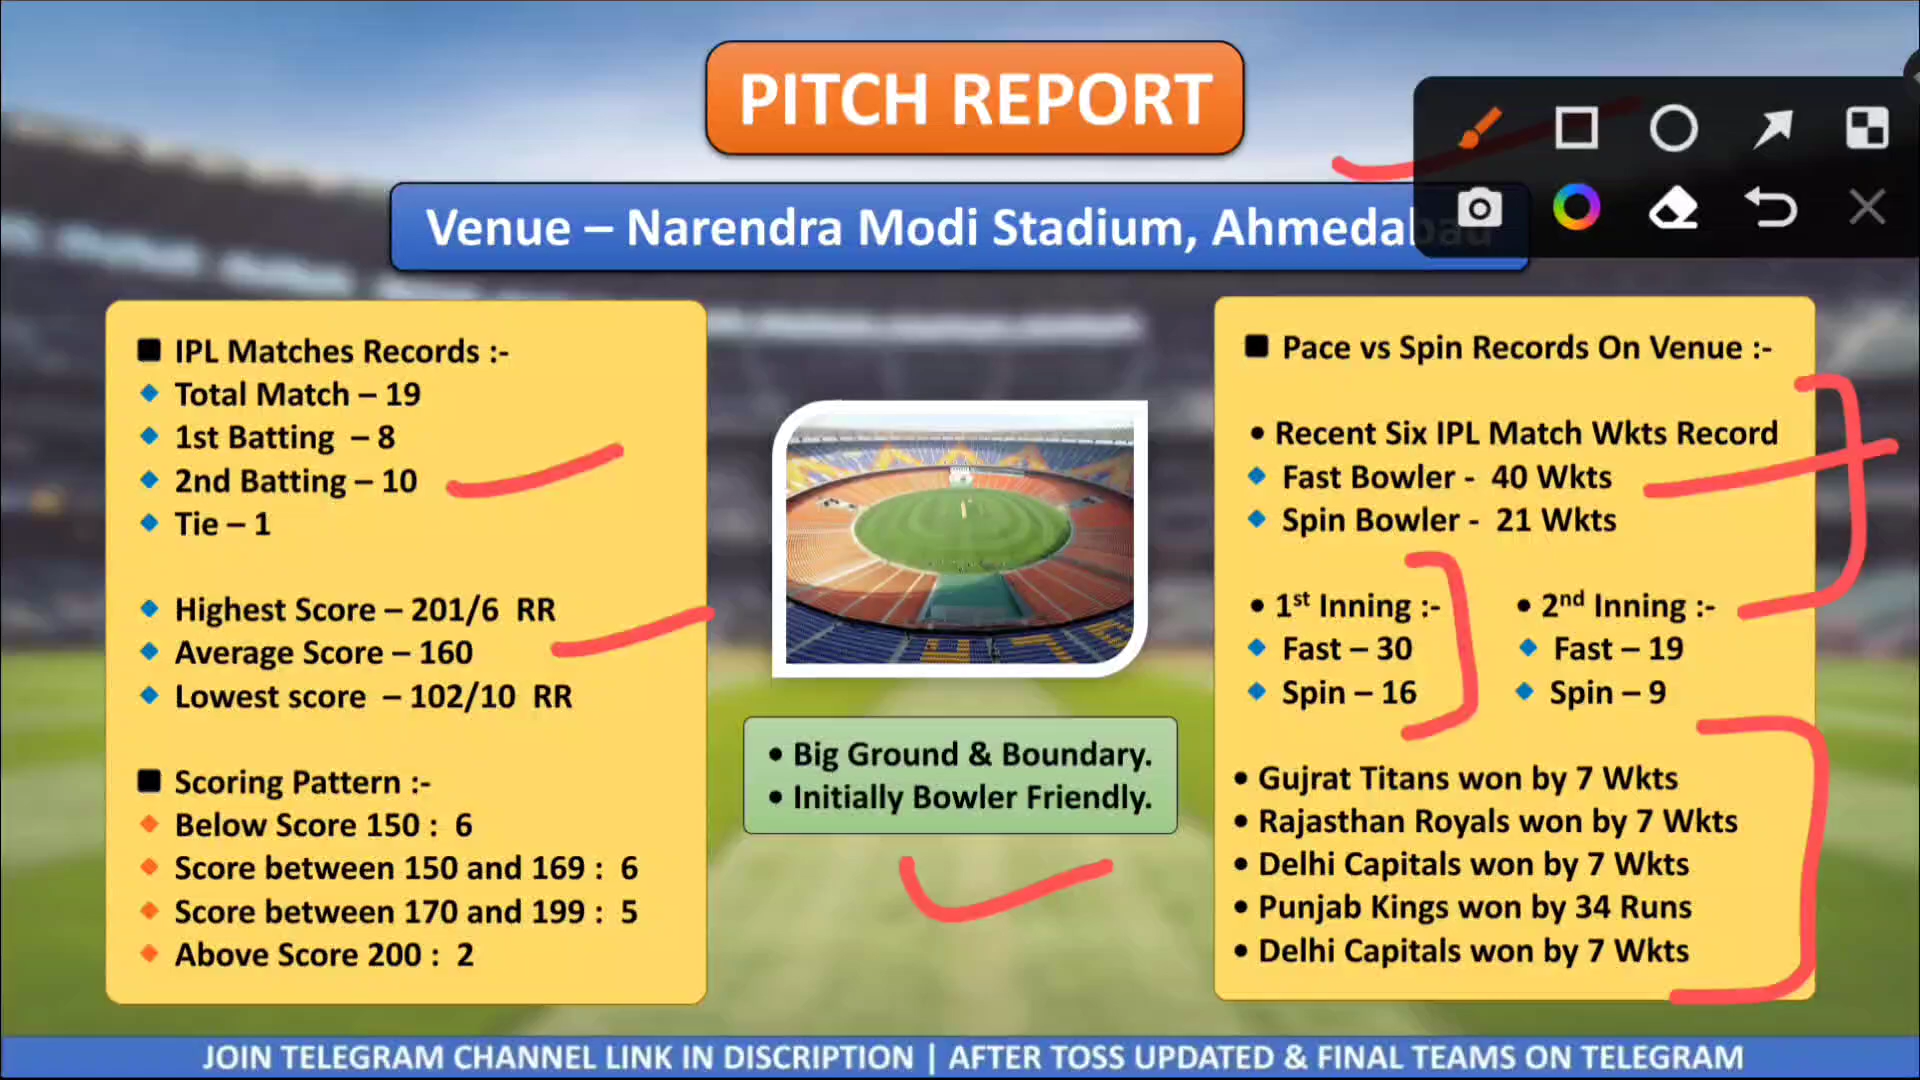 PITCH REPORT
Venue – Narendra Modi Stadium, Ahmedabad
IPL Matches Records :-
Total Match – 19
1st Batting – 8
2nd Batting – 10
Tie – 1
Highest Score – 201/6 RR
Average Score – 160
Lowest score – 102/10 RR
Scoring Pattern :-
Below Score 150 : 6
Score between 150 and 169 : 6
Score between 170 and 199 : 5
Above Score 200 : 2
• Big Ground & Boundary.
• Initially Bowler Friendly.
Pace vs Spin Records On Venue :-
• Recent Six IPL Match Wkts Record
Fast Bowler - 40 Wkts
Spin Bowler - 21 Wkts
• 1st Inning :-
Fast – 30
Spin – 16
• 2nd Inning :-
Fast – 19
Spin – 9
• Gujrat Titans won by 7 Wkts
• Rajasthan Royals won by 7 Wkts
• Delhi Capitals won by 7 Wkts
• Punjab Kings won by 34 Runs
• Delhi Capitals won by 7 Wkts
JOIN TELEGRAM CHANNEL LINK IN DISCRIPTION | AFTER TOSS UPDATED & FINAL TEAMS ON TELEGRAM